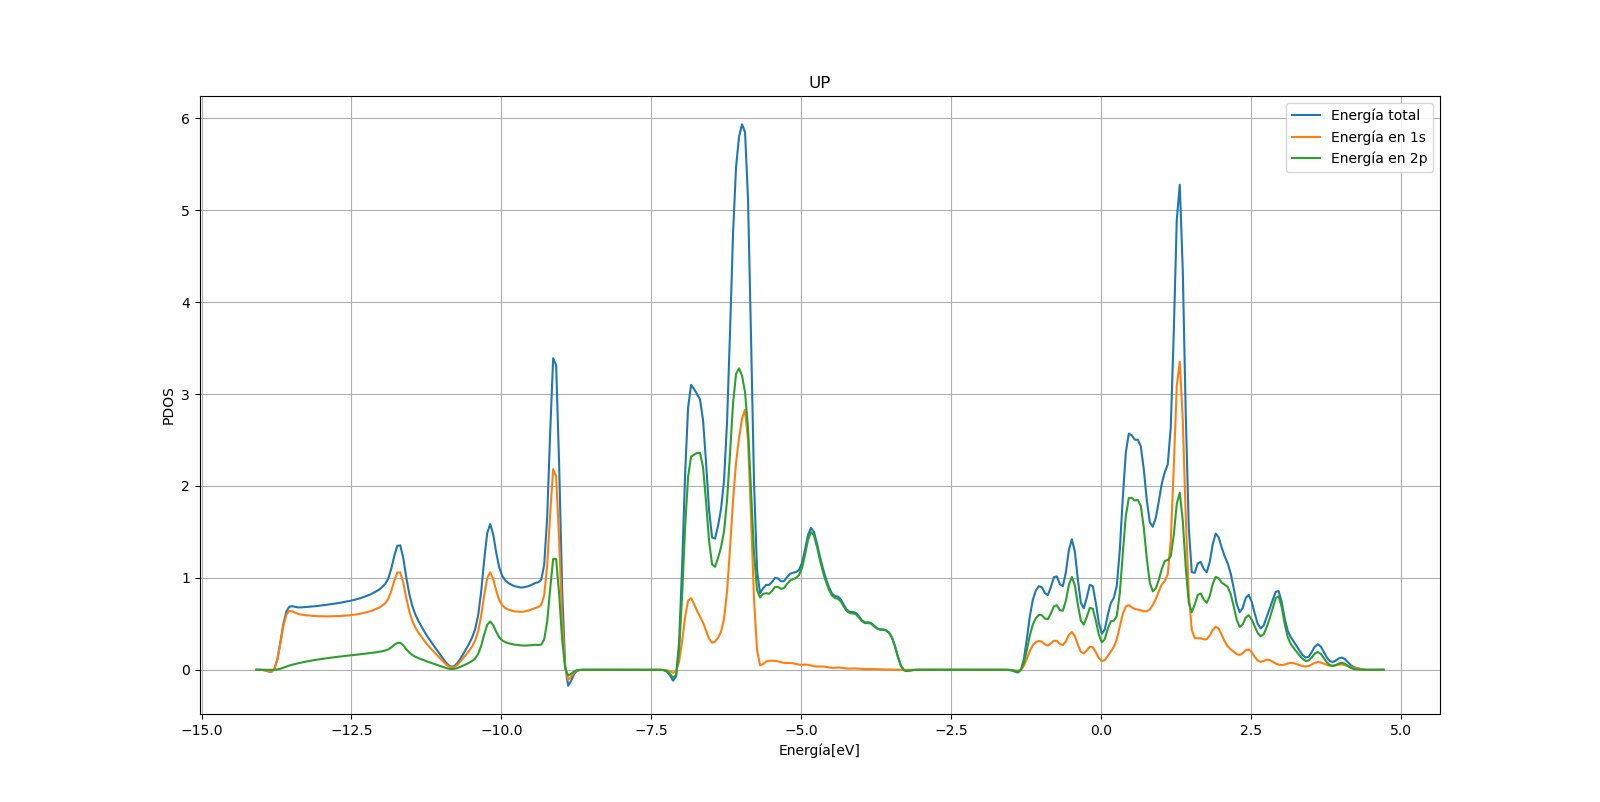 UP
Energía total
Energía en 1s
Energía en 2p
6
5
4
3
2
1
0
PDOS
−15.0 −12.5 −10.0 −7.5 −5.0 −2.5 0.0 2.5 5.0
Energía[eV]